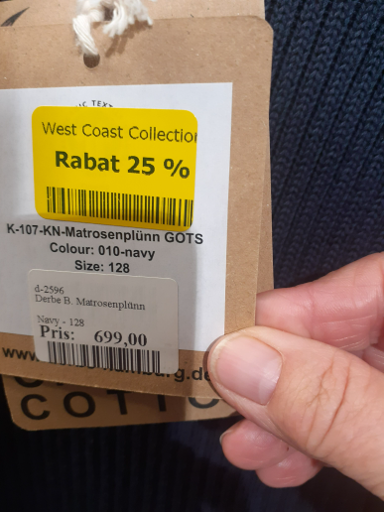 West Coast Collection
Rabat 25 %
K-107-KN-Matrosenplünn GOTS
Colour: 010-navy
Size: 128
d-2596
Derbe B. Matrosenplünn
Navy - 128
Pris: 699,00
COTTO